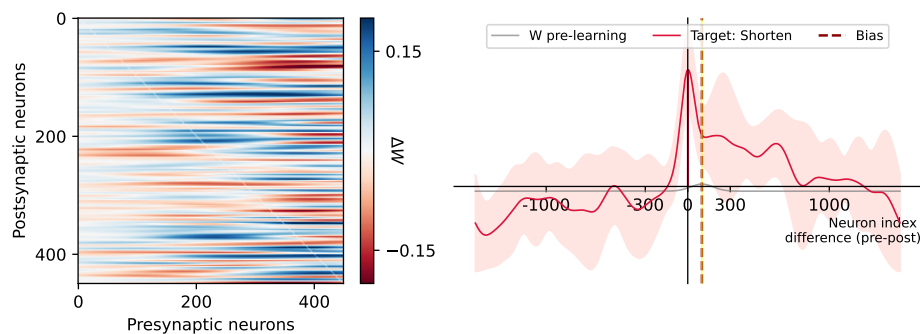 0
200
400
Postsynaptic neurons
0
200
400
Presynaptic neurons
0.15
−0.15
ΔW
W pre-learning
Target: Shorten
Bias
-1000
-300
0
300
1000
Neuron index
difference (pre-post)